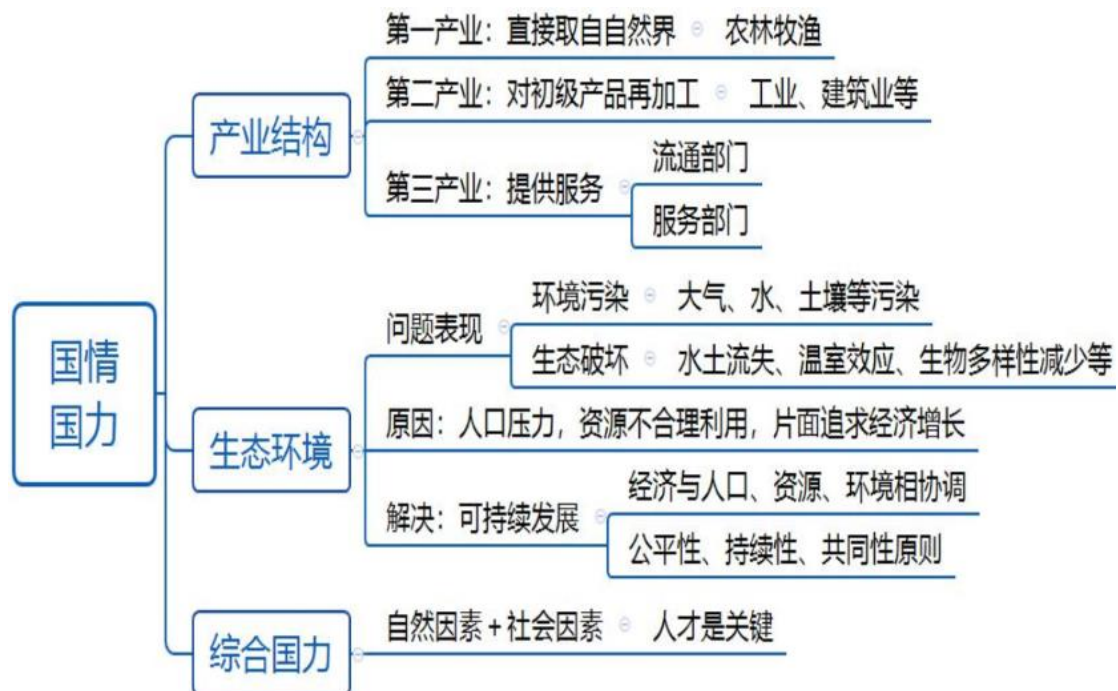 国情
国力
产业结构
第一产业：直接取自自然界
农林牧渔
第二产业：对初级产品再加工
工业、建筑业等
第三产业：提供服务
流通部门
服务部门
生态环境
问题表现
环境污染
大气、水、土壤等污染
生态破坏
水土流失、温室效应、生物多样性减少等
原因：人口压力，资源不合理利用，片面追求经济增长
解决：可持续发展
经济与人口、资源、环境相协调
公平性、持续性、共同性原则
综合国力
自然因素+社会因素
人才是关键